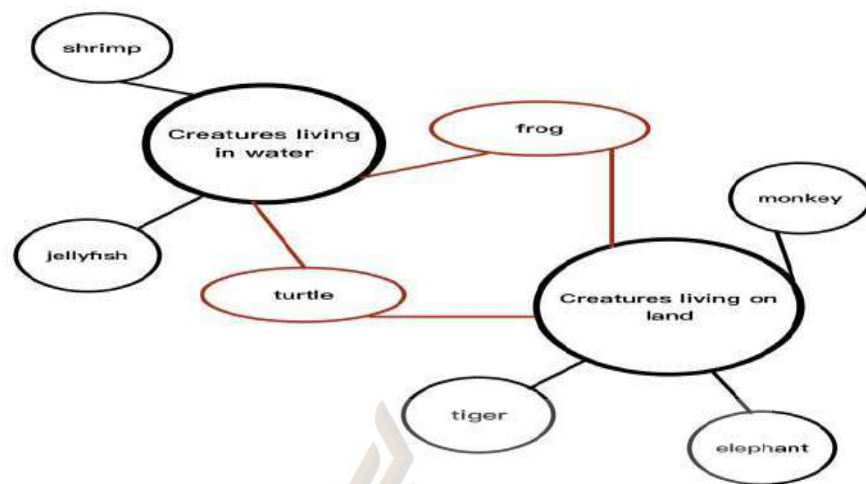 shrimp
Creatures living
in water
frog
monkey
jellyfish
turtle
Creatures living on
land
tiger
elephant